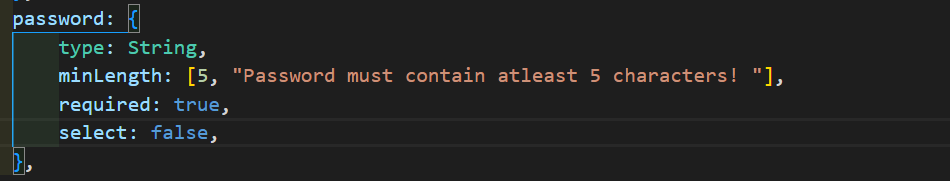 password: {
type: String,
minLength: [5, "Password must contain atleast 5 characters! "],
required: true,
select: false,
},